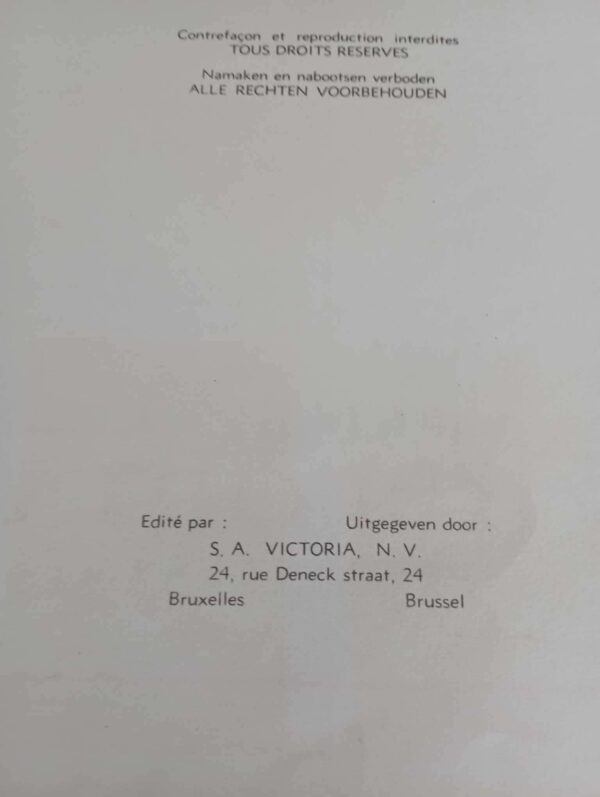 Contrefaçon et reproduction interdites
TOUS DROITS RESERVES
Namaken en nabootsen verboden
ALLE RECHTEN VOORBEHOUDEN
Edité par : Uitgegeven door :
S. A. VICTORIA, N. V.
24, rue Deneck straat, 24
Bruxelles Brussel